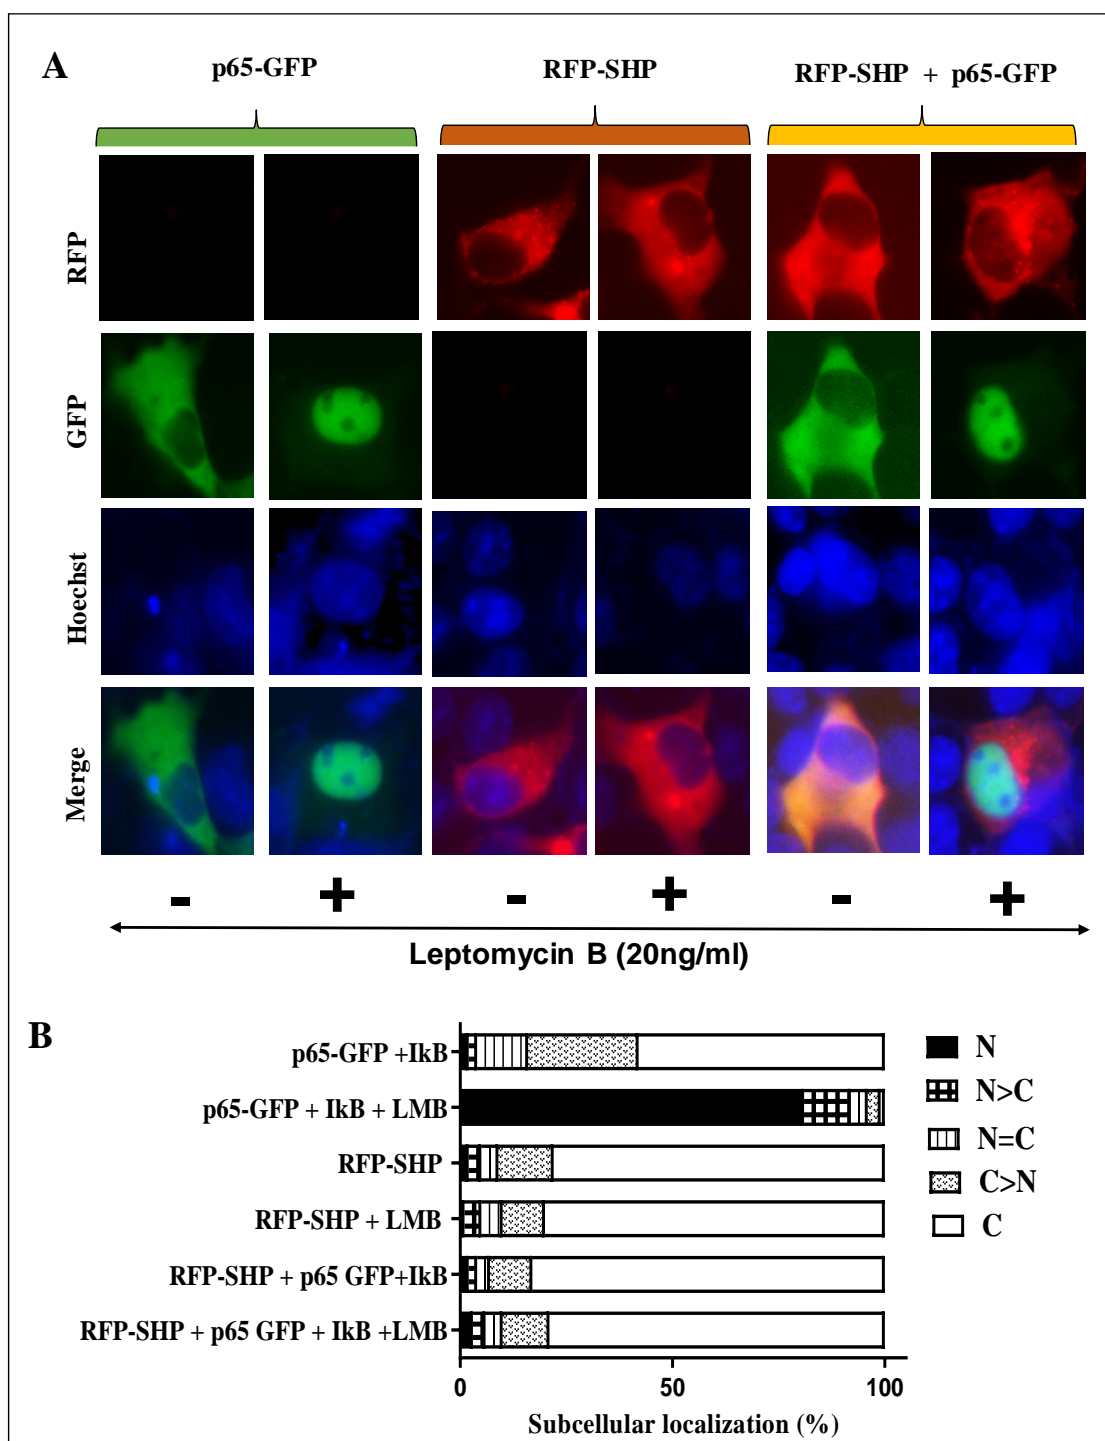 A
p65-GFP
RFP-SHP
RFP-SHP + p65-GFP
RFP
GFP
Hoechst
Merge
- + - + - +
Leptomycin B (20ng/ml)
B
p65-GFP +IkB
p65-GFP + IkB + LMB
RFP-SHP
RFP-SHP + LMB
RFP-SHP + p65 GFP+IkB
RFP-SHP + p65 GFP + IkB +LMB
0 50 100
Subcellular localization (%)
N
N>C
N=C
C>N
C